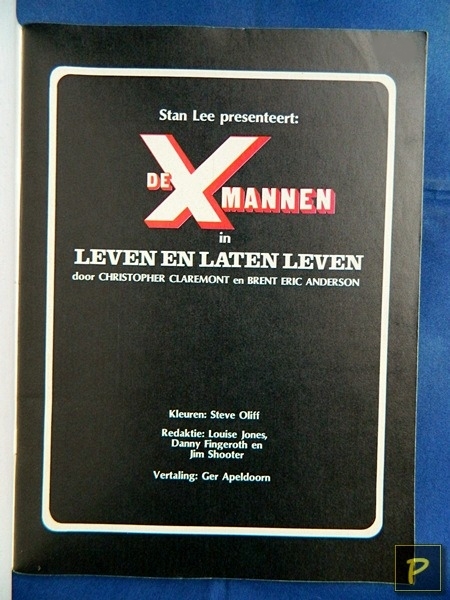 Stan Lee presenteert:
DE X MANNEN
in
LEVEN EN LATEN LEVEN
door CHRISTOPHER CLAREMONT en BRENT ERIC ANDERSON
Kleuren: Steve Oliff
Redaktie: Louise Jones,
Danny Fingeroth en
Jim Shooter
Vertaling: Ger Apeldoorn
P